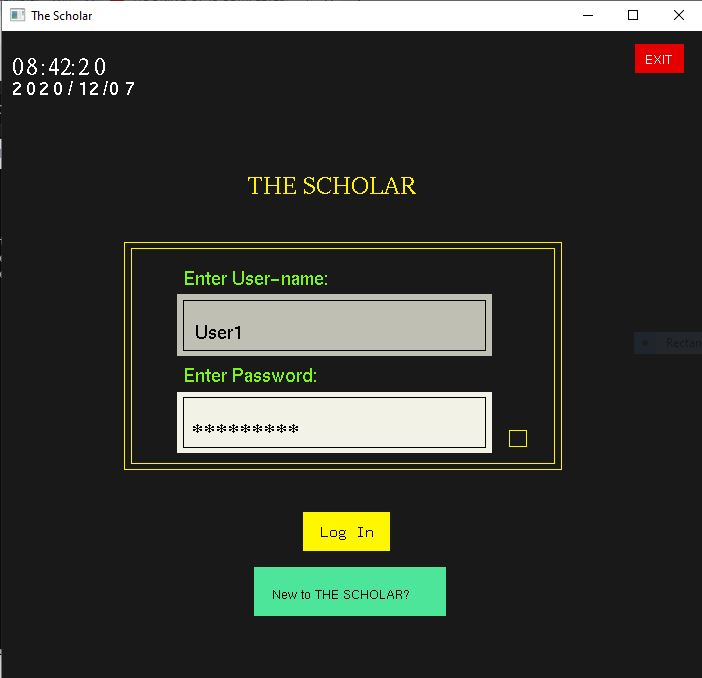 The Scholar
EXIT
08:42:20
2020/12/07
THE SCHOLAR
Enter User-name:
User1
Enter Password:
*********
Log In
New to THE SCHOLAR?